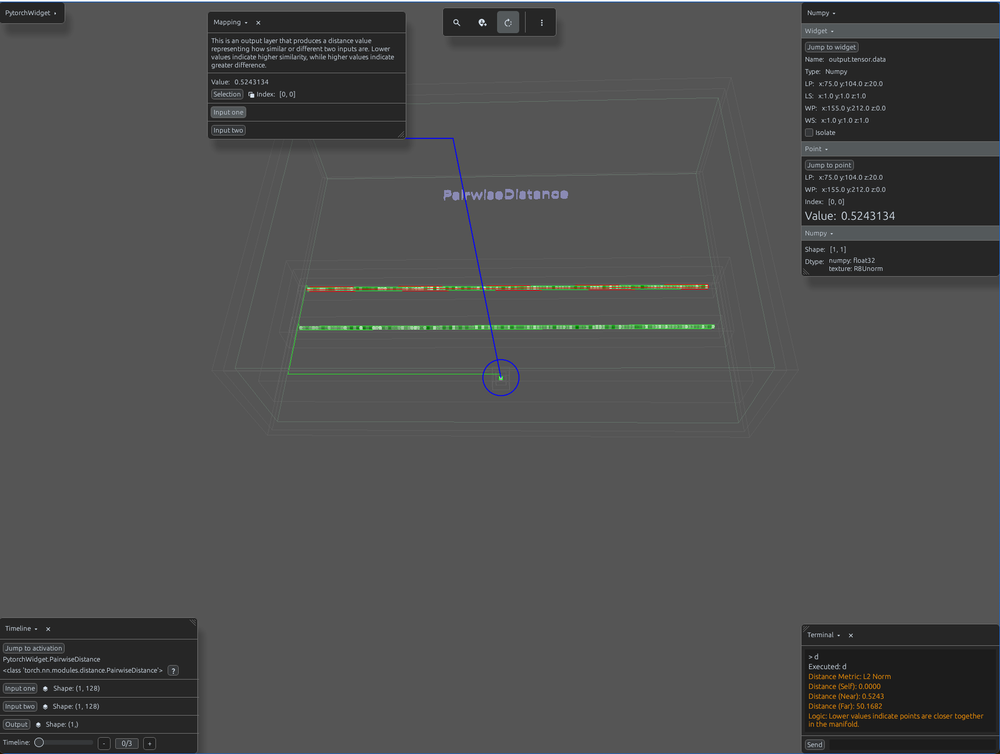 PytorchWidget
Mapping
This is an output layer that produces a distance value
representing how similar or different two inputs are. Lower
values indicate higher similarity, while higher values indicate
greater difference.
Value: 0.5243134
Selection Index: [0, 0]
Input one
Input two
PairwiseDistance
Numpy
Widget
Jump to widget
Name: output.tensor.data
Type: Numpy
LP: x:75.0 y:104.0 z:20.0
LS: x:1.0 y:1.0 z:1.0
WP: x:155.0 y:212.0 z:0.0
WS: x:1.0 y:1.0 z:1.0
Isolate
Point
Jump to point
LP: x:75.0 y:104.0 z:20.0
WP: x:155.0 y:212.0 z:0.0
Index: [0, 0]
Value: 0.5243134
Numpy
Shape: [1, 1]
Dtype: numpy: float32
texture: R8Unorm
Timeline
Jump to activation
PytorchWidget.PairwiseDistance
<class 'torch.nn.modules.distance.PairwiseDistance'> ?
Input one Shape: (1, 128)
Input two Shape: (1, 128)
Output Shape: (1,)
Timeline: - 0/3 +
Terminal
> d
Executed: d
Distance Metric: L2 Norm
Distance (Self): 0.0000
Distance (Near): 0.5243
Distance (Far): 50.1682
Logic: Lower values indicate points are closer together
in the manifold.
Send